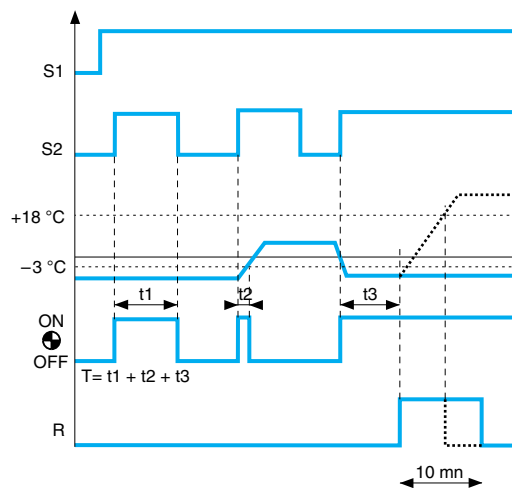 S1
S2
+18 °C
−3 °C
t1
t2
t3
ON
OFF
T= t1 + t2 + t3
R
10 mn